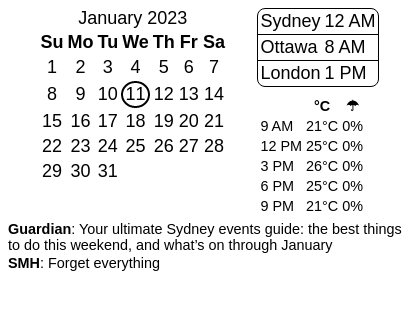 January 2023
Su Mo Tu We Th Fr Sa
1 2 3 4 5 6 7
8 9 10 11 12 13 14
15 16 17 18 19 20 21
22 23 24 25 26 27 28
29 30 31
Sydney 12 AM
Ottawa 8 AM
London 1 PM
°C ☂
9 AM 21°C 0%
12 PM 25°C 0%
3 PM 26°C 0%
6 PM 25°C 0%
9 PM 21°C 0%
Guardian: Your ultimate Sydney events guide: the best things
to do this weekend, and what’s on through January
SMH: Forget everything